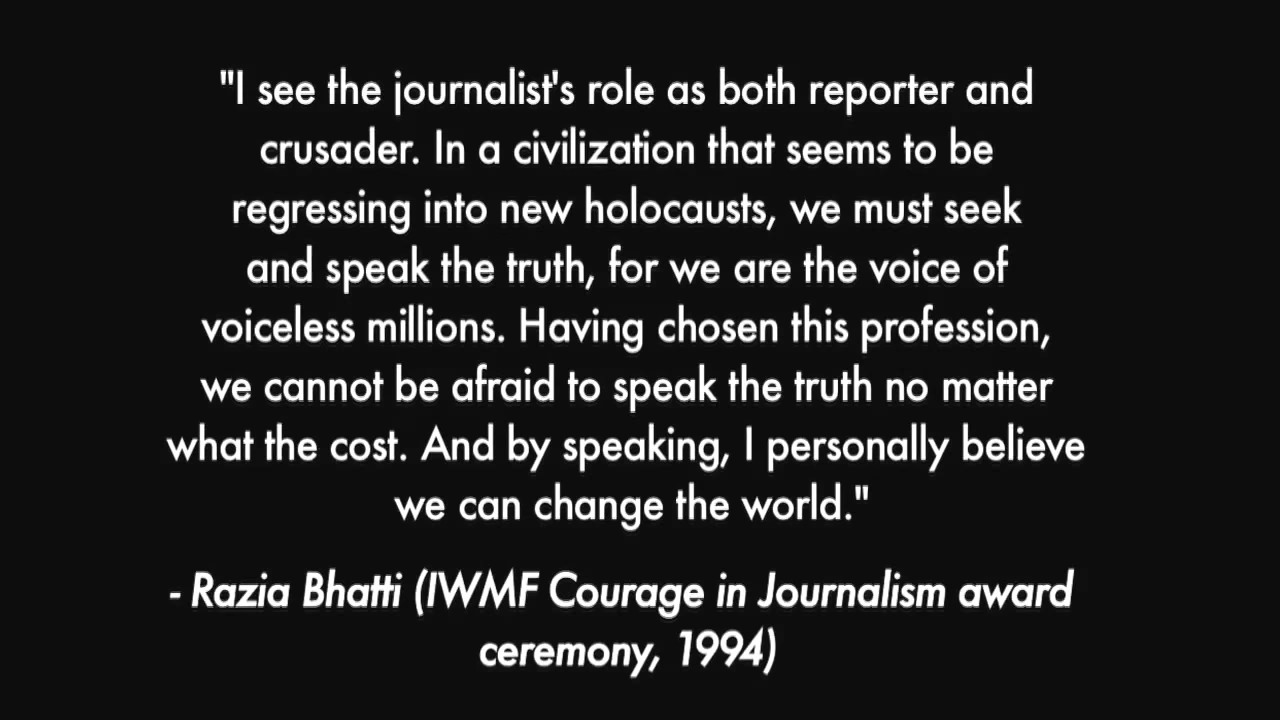 "I see the journalist's role as both reporter and
crusader. In a civilization that seems to be
regressing into new holocausts, we must seek
and speak the truth, for we are the voice of
voiceless millions. Having chosen this profession,
we cannot be afraid to speak the truth no matter
what the cost. And by speaking, I personally believe
we can change the world."
- Razia Bhatti (IWMF Courage in Journalism award
ceremony, 1994)